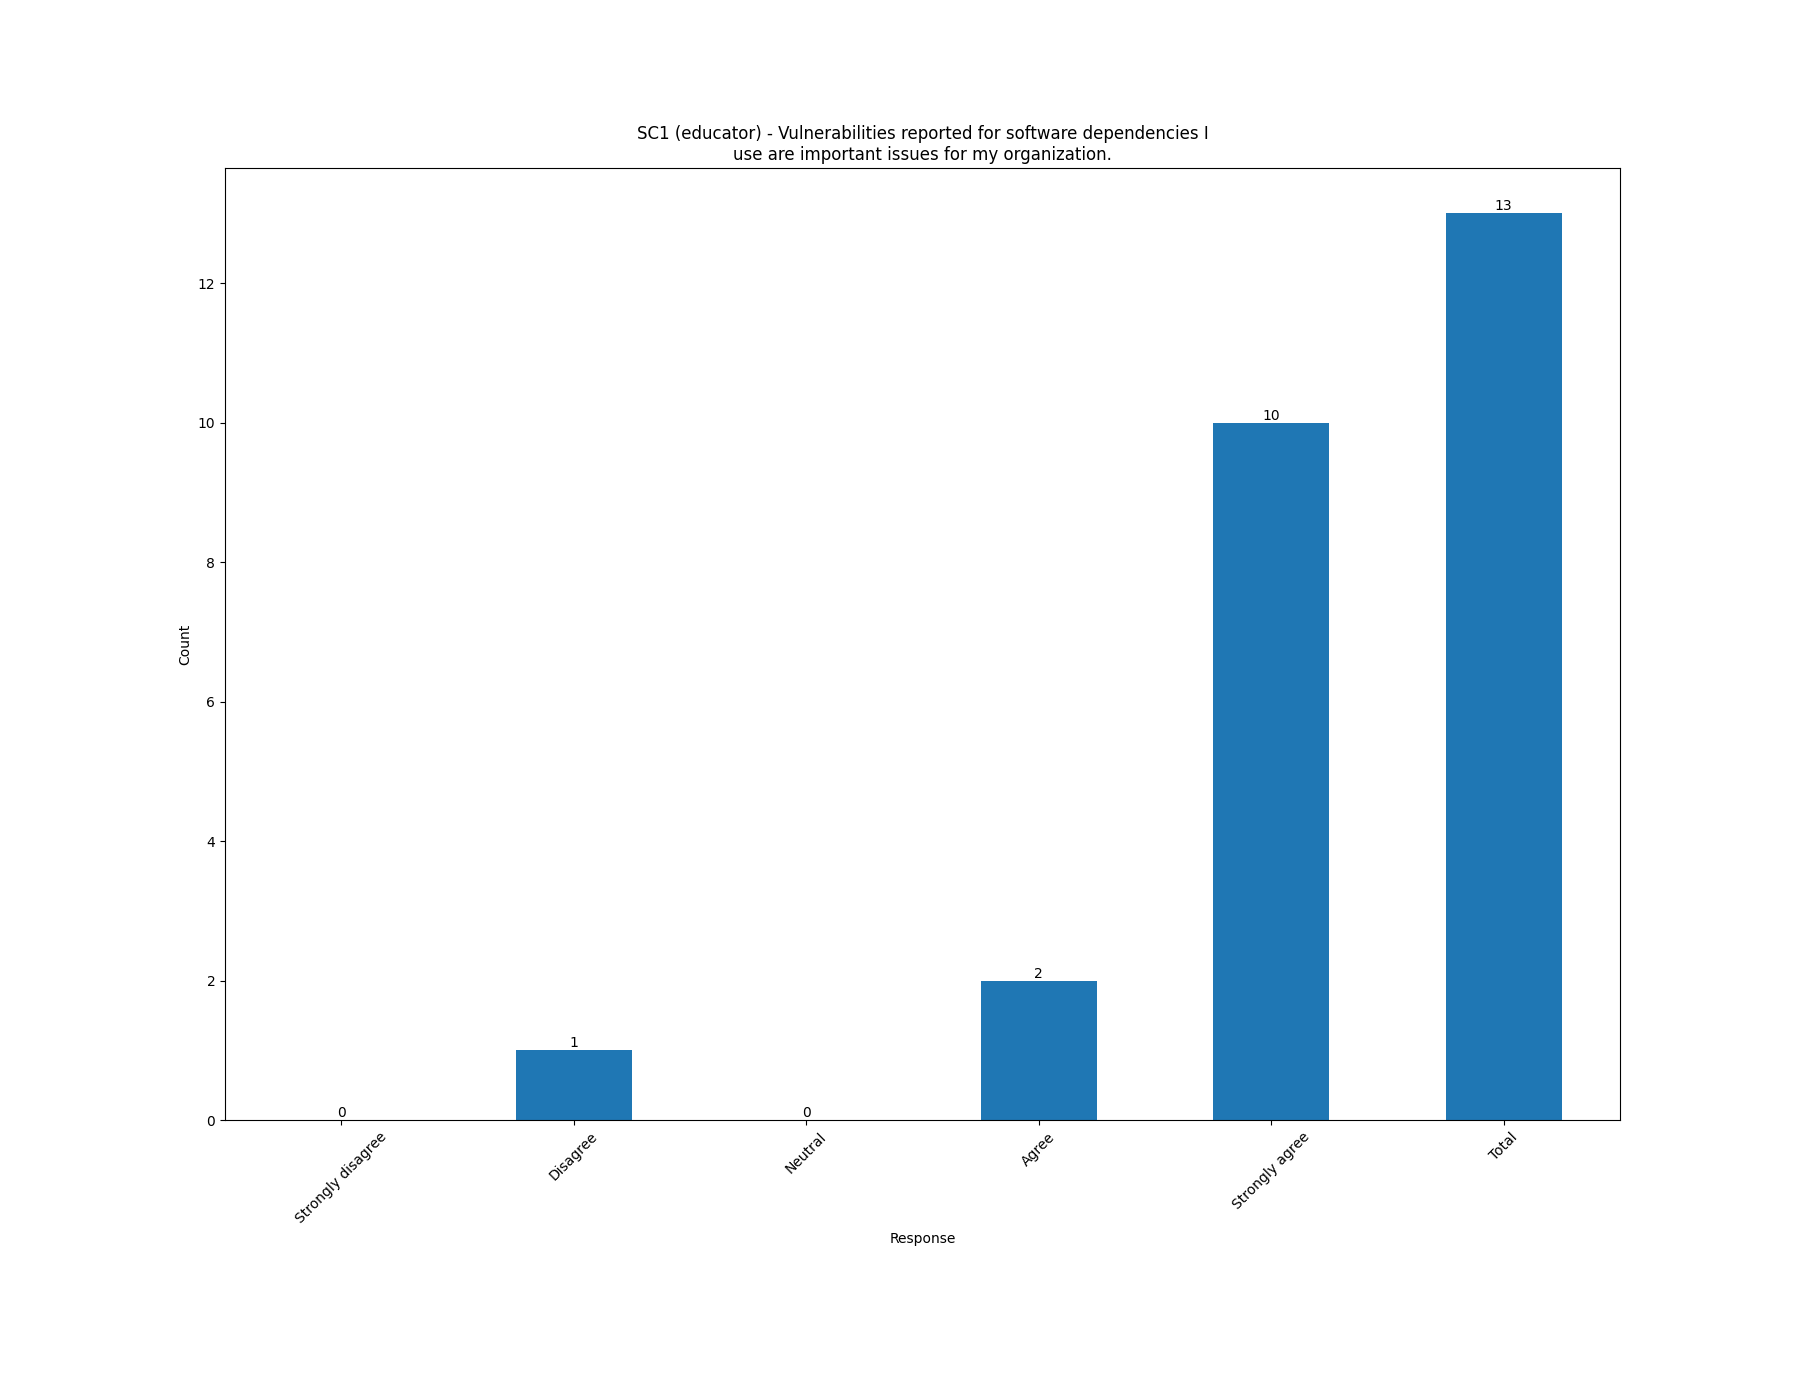 SC1 (educator) - Vulnerabilities reported for software dependencies I
use are important issues for my organization.
13
12
10
10
8
Count
6
4
2
2
1
0
0
0
Strongly disagree
Disagree
Neutral
Agree
Strongly agree
Total
Response